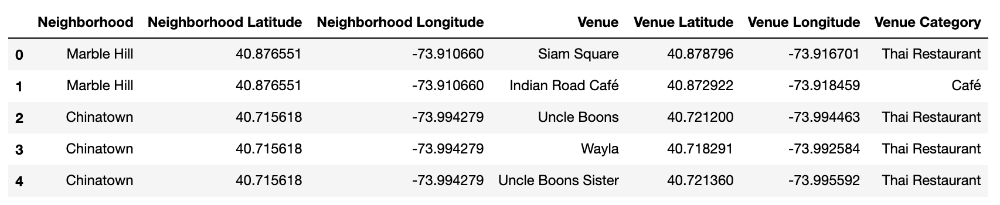 Neighborhood Neighborhood Latitude Neighborhood Longitude Venue Venue Latitude Venue Longitude Venue Category
0 Marble Hill 40.876551 -73.910660 Siam Square 40.878796 -73.916701 Thai Restaurant
1 Marble Hill 40.876551 -73.910660 Indian Road Café 40.872922 -73.918459 Café
2 Chinatown 40.715618 -73.994279 Uncle Boons 40.721200 -73.994463 Thai Restaurant
3 Chinatown 40.715618 -73.994279 Wayla 40.718291 -73.992584 Thai Restaurant
4 Chinatown 40.715618 -73.994279 Uncle Boons Sister 40.721360 -73.995592 Thai Restaurant